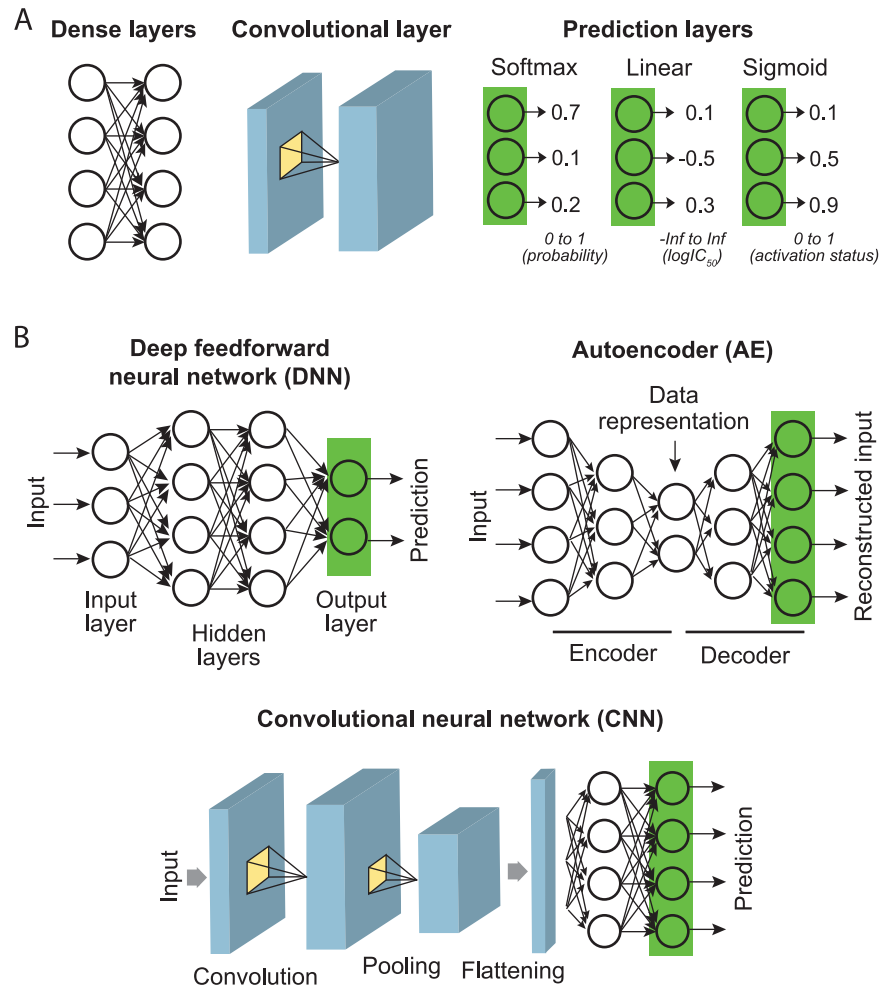 A
Dense layers
Convolutional layer
Prediction layers
Softmax
Linear
Sigmoid
0.7
0.1
0.2
0 to 1
(probability)
0.1
-0.5
0.3
-Inf to Inf
(logIC50)
0.1
0.5
0.9
0 to 1
(activation status)
B
Deep feedforward
neural network (DNN)
Input
Input
layer
Hidden
layers
Output
layer
Prediction
Autoencoder (AE)
Data
representation
Input
Encoder
Decoder
Reconstructed input
Convolutional neural network (CNN)
Input
Convolution
Pooling
Flattening
Prediction